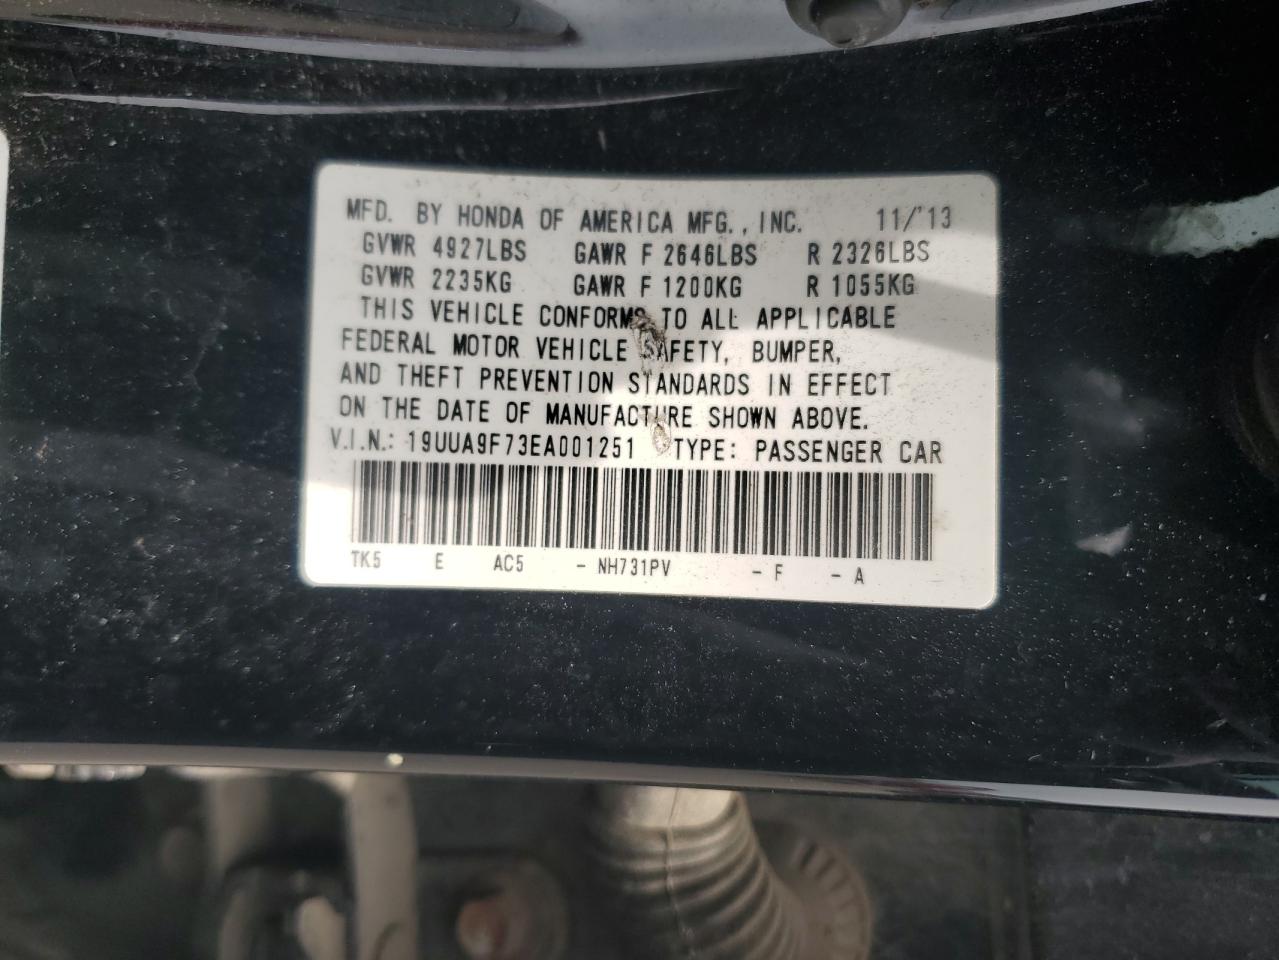 MFD. BY HONDA OF AMERICA MFG., INC. 11/'13
GVWR 4927LBS GAWR F 2646LBS R 2326LBS
GVWR 2235KG GAWR F 1200KG R 1055KG
THIS VEHICLE CONFORMS TO ALL APPLICABLE
FEDERAL MOTOR VEHICLE SAFETY, BUMPER,
AND THEFT PREVENTION STANDARDS IN EFFECT
ON THE DATE OF MANUFACTURE SHOWN ABOVE.
V.I.N.: 19UUA9F73EA001251 TYPE: PASSENGER CAR
TK5 E AC5 - NH731PV - F - A